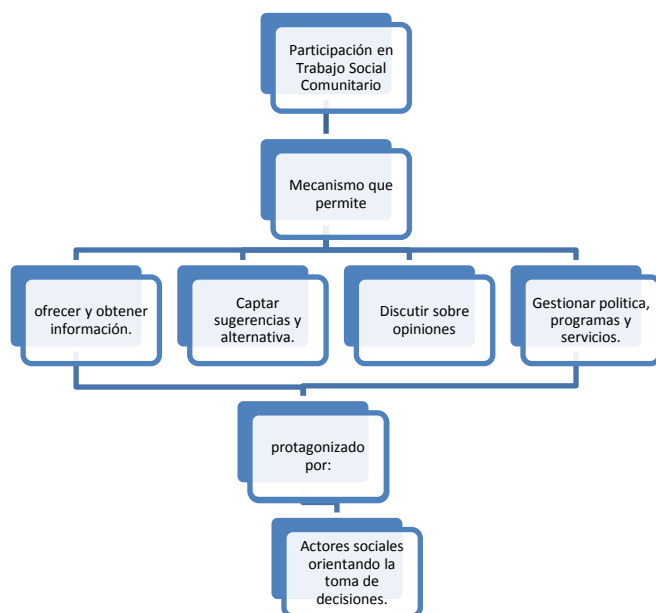 Participación en
Trabajo Social
Comunitario
Mecanismo que
permite
ofrecer y obtener
información.
Captar
sugerencias y
alternativa.
Discutir sobre
opiniones
Gestionar politica,
programas y
servicios.
protagonizado
por:
Actores sociales
orientando la
toma de
decisiones.